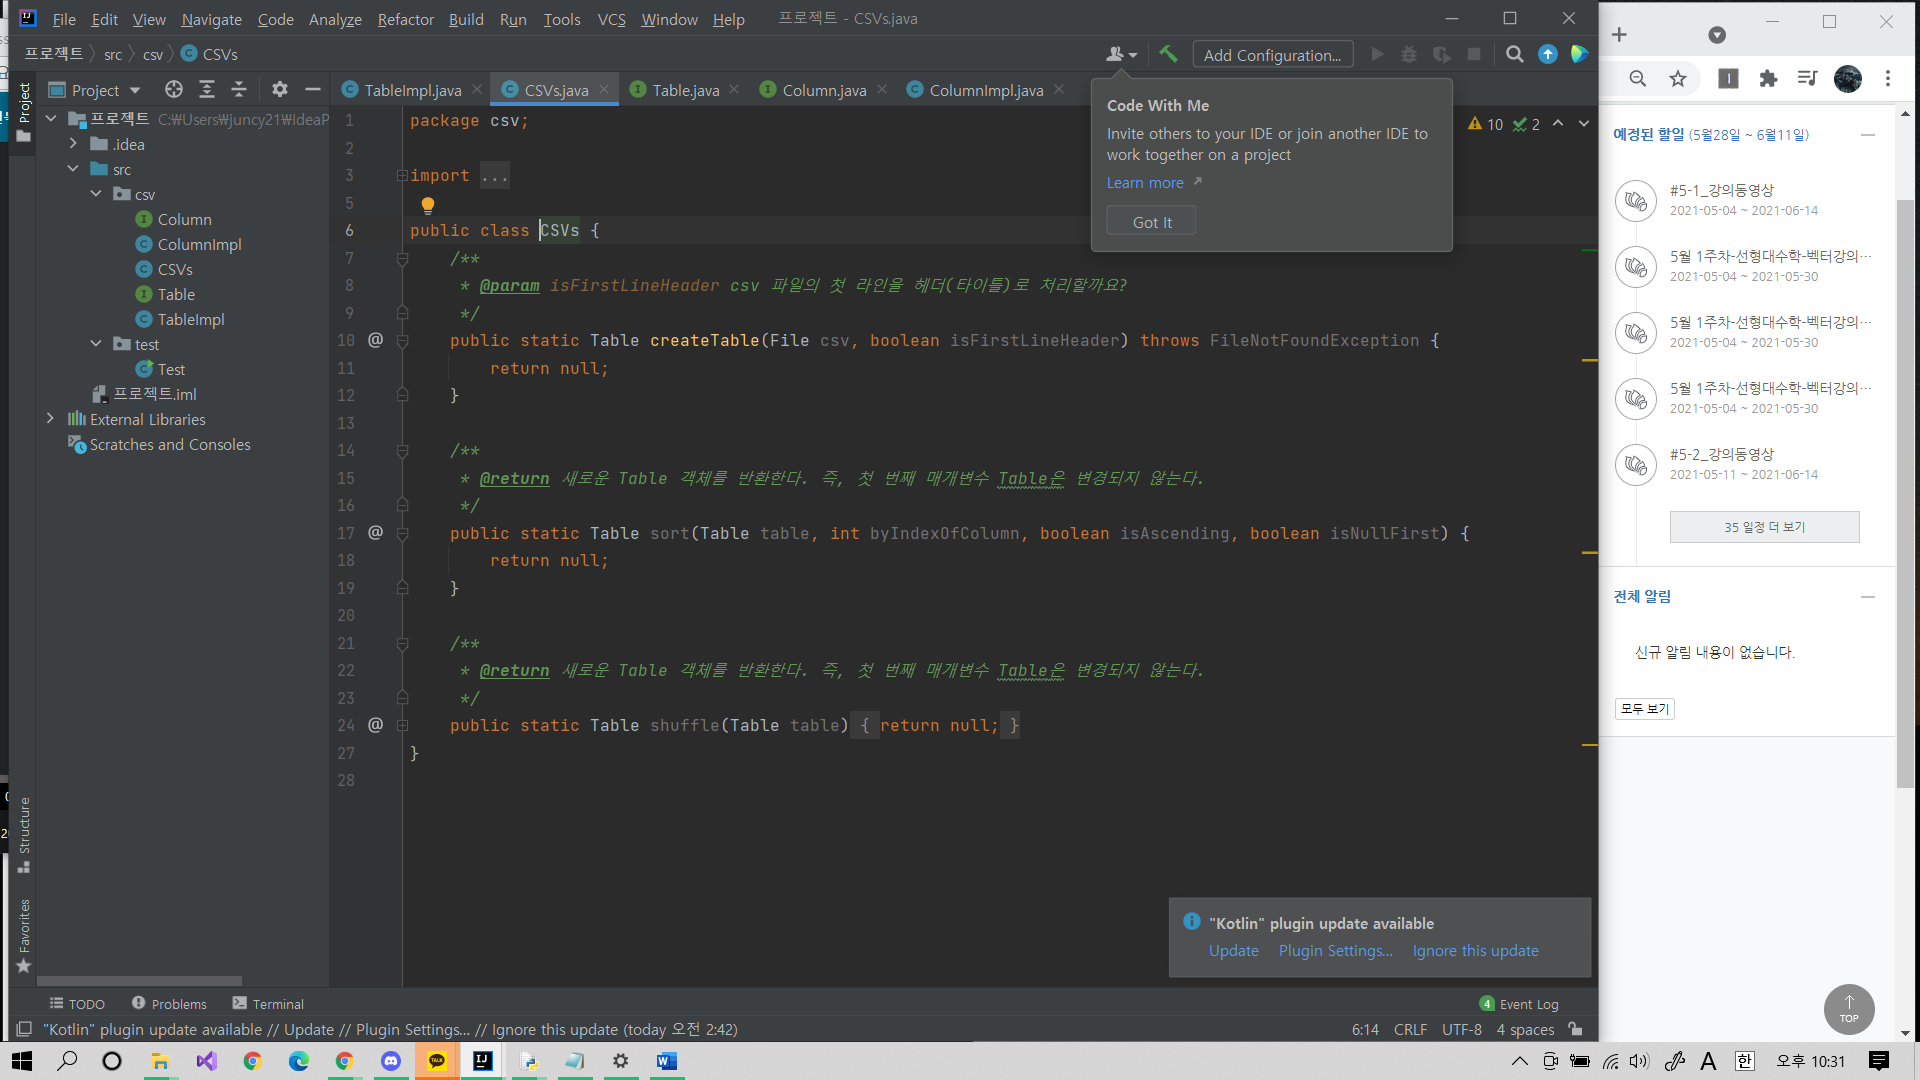 File Edit View Navigate Code Analyze Refactor Build Run Tools VCS Window Help 프로젝트 - CSVs.java
프로젝트 src csv CSVs
Add Configuration...
Project
TableImpl.java CSVs.java Table.java Column.java ColumnImpl.java
Project
프로젝트 C:₩Users₩juncy21₩IdeaP
.idea
src
csv
Column
ColumnImpl
CSVs
Table
TableImpl
test
Test
프로젝트.iml
External Libraries
Scratches and Consoles
Structure
Favorites
1 package csv;
2
3 import ...
5
6 public class CSVs {
7 /**
8 * @param isFirstLineHeader csv 파일의 첫 라인을 헤더(타이틀)로 처리할까요?
9 */
10 @ public static Table createTable(File csv, boolean isFirstLineHeader) throws FileNotFoundException {
11 return null;
12 }
13
14 /**
15 * @return 새로운 Table 객체를 반환한다. 즉, 첫 번째 매개변수 Table은 변경되지 않는다.
16 */
17 @ public static Table sort(Table table, int byIndexOfColumn, boolean isAscending, boolean isNullFirst) {
18 return null;
19 }
20
21 /**
22 * @return 새로운 Table 객체를 반환한다. 즉, 첫 번째 매개변수 Table은 변경되지 않는다.
23 */
24 @ public static Table shuffle(Table table) { return null; }
27 }
28
10 2
Code With Me
Invite others to your IDE or join another IDE to
work together on a project
Learn more
Got It
"Kotlin" plugin update available
Update Plugin Settings... Ignore this update
TODO Problems Terminal
4 Event Log
"Kotlin" plugin update available // Update // Plugin Settings... // Ignore this update (today 오전 2:42)
6:14 CRLF UTF-8 4 spaces
예정된 할일 (5월28일 ~ 6월11일)
#5-1_강의동영상
2021-05-04 ~ 2021-06-14
5월 1주차-선형대수학-벡터강의…
2021-05-04 ~ 2021-05-30
5월 1주차-선형대수학-벡터강의…
2021-05-04 ~ 2021-05-30
5월 1주차-선형대수학-벡터강의…
2021-05-04 ~ 2021-05-30
#5-2_강의동영상
2021-05-11 ~ 2021-06-14
35 일정 더 보기
전체 알림
신규 알림 내용이 없습니다.
모두 보기
TOP
TALK
A 한 오후 10:31